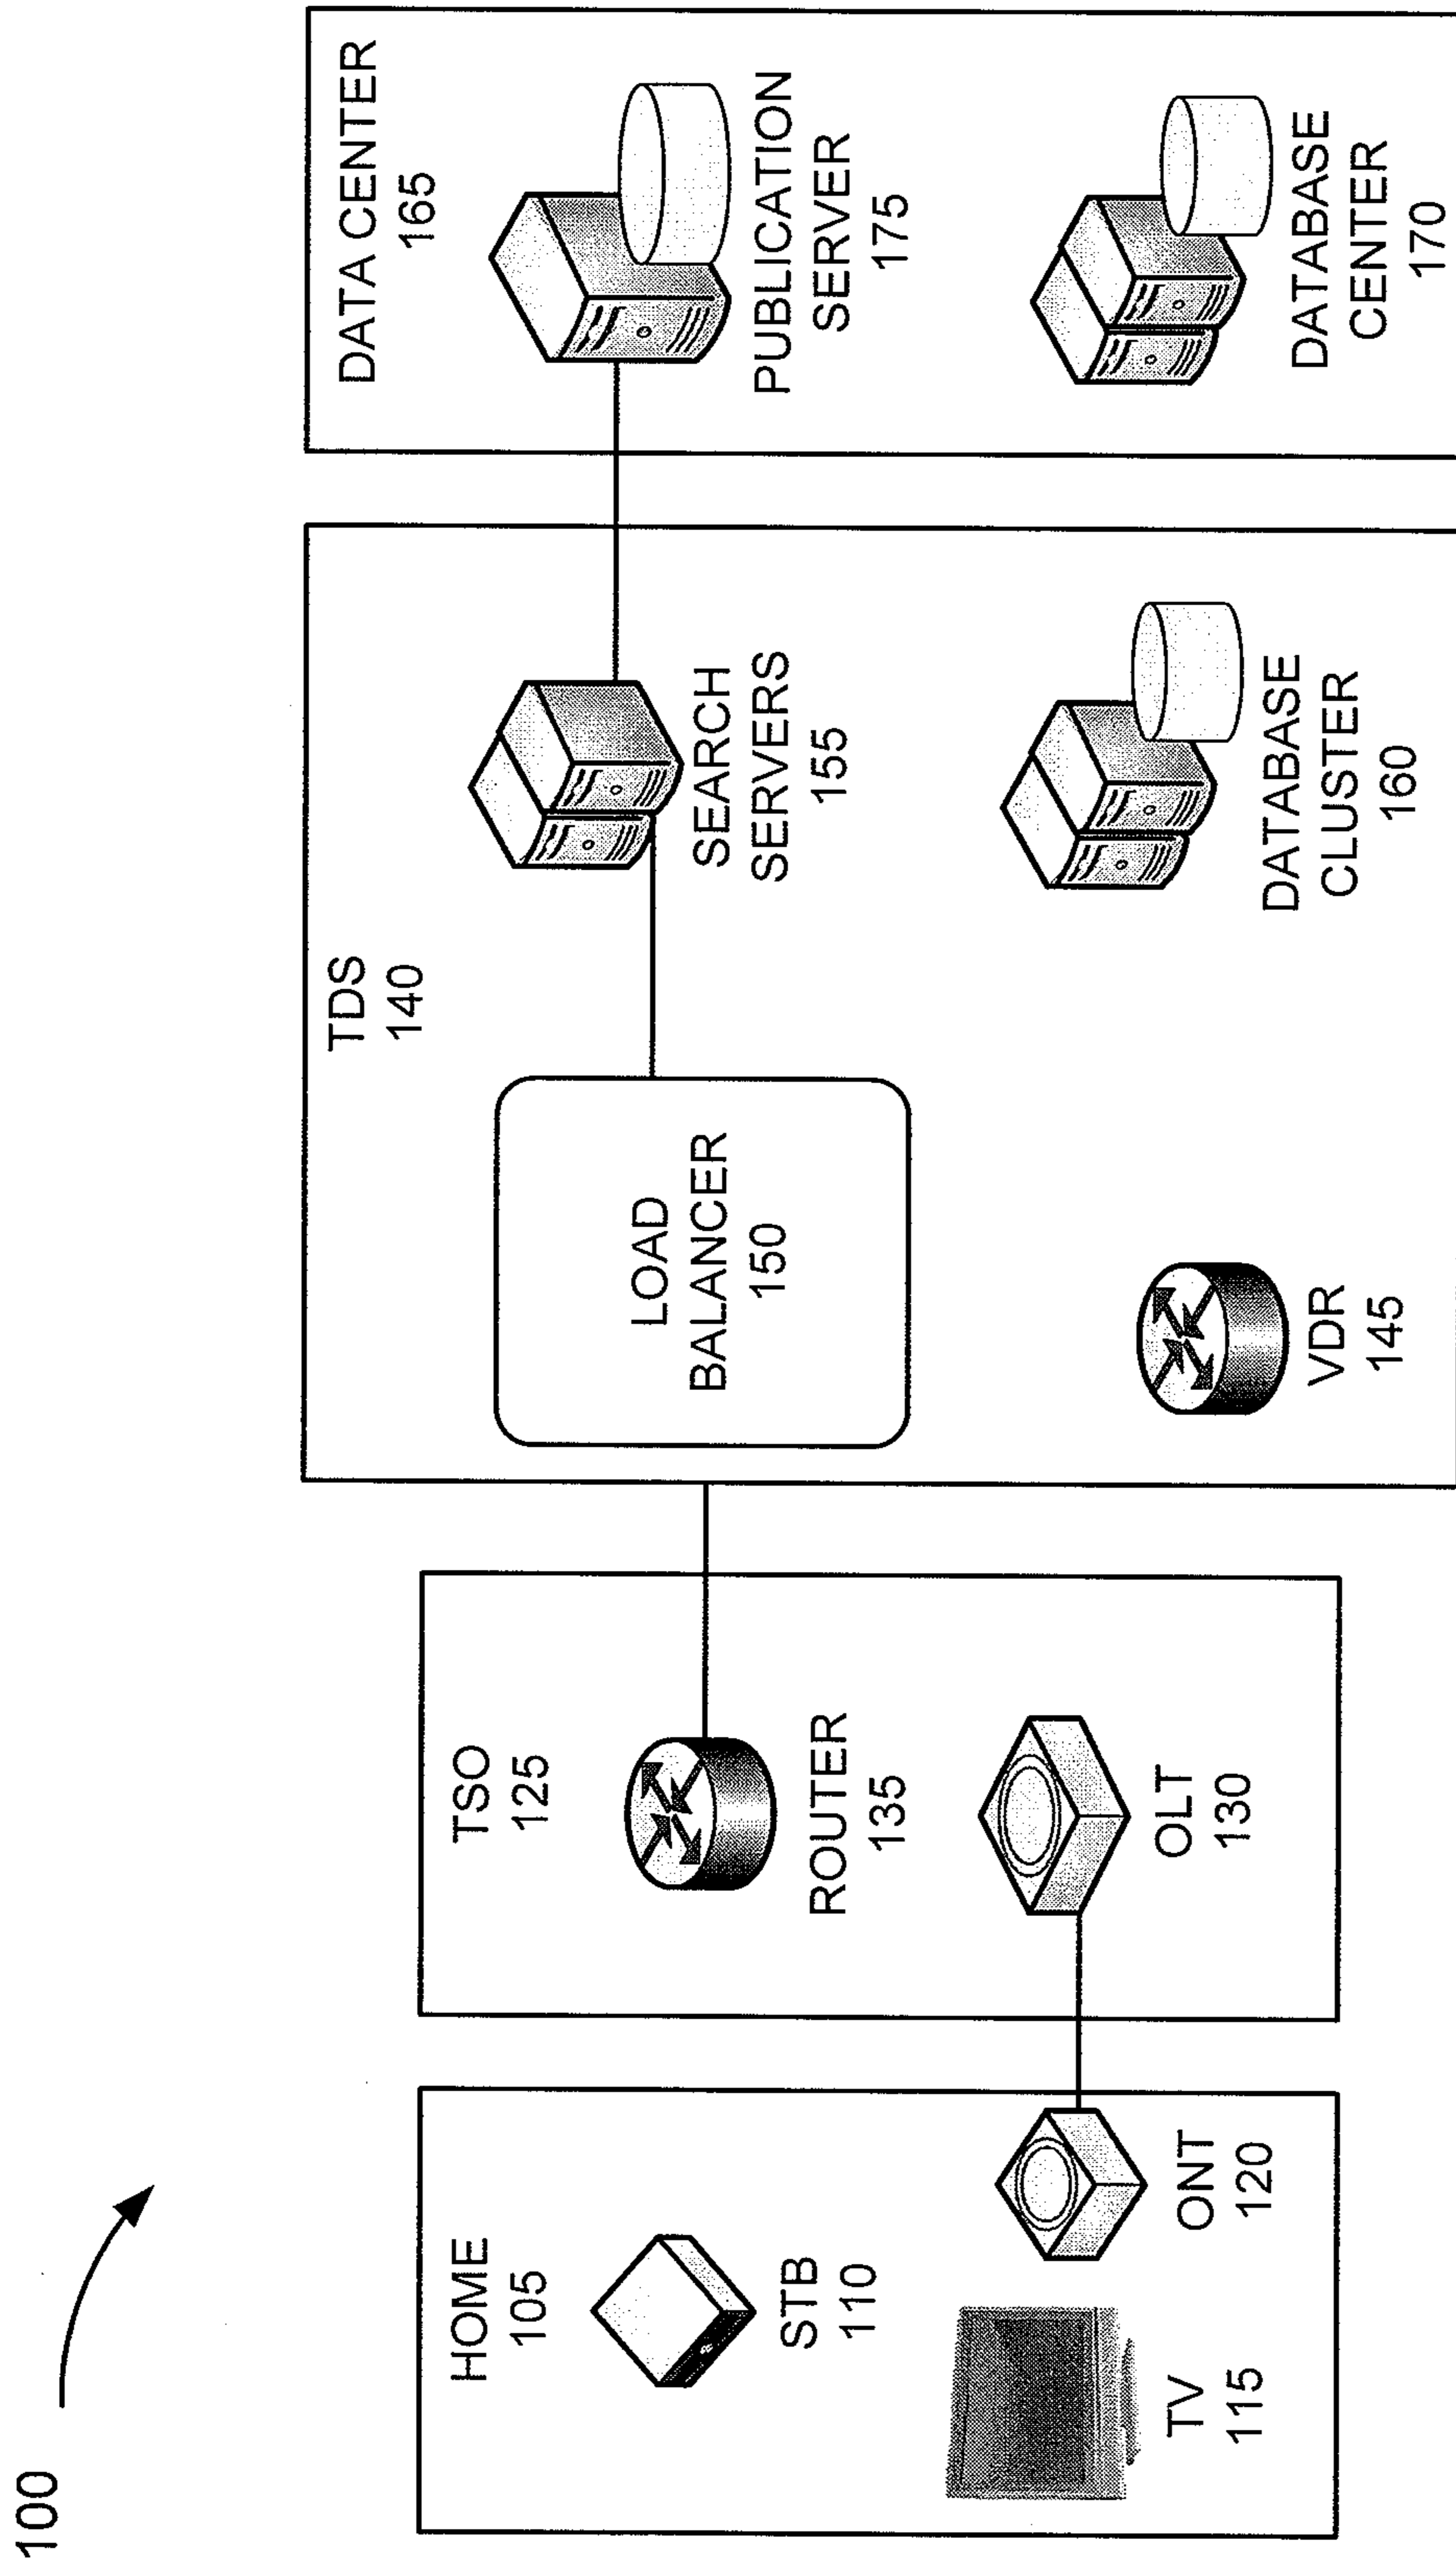 100
HOME
105
STB
110
TV
115
ONT
120
TSO
125
ROUTER
135
OLT
130
TDS
140
LOAD
BALANCER
150
VDR
145
SEARCH
SERVERS
155
DATABASE
CLUSTER
160
DATA CENTER
165
PUBLICATION
SERVER
175
DATABASE
CENTER
170